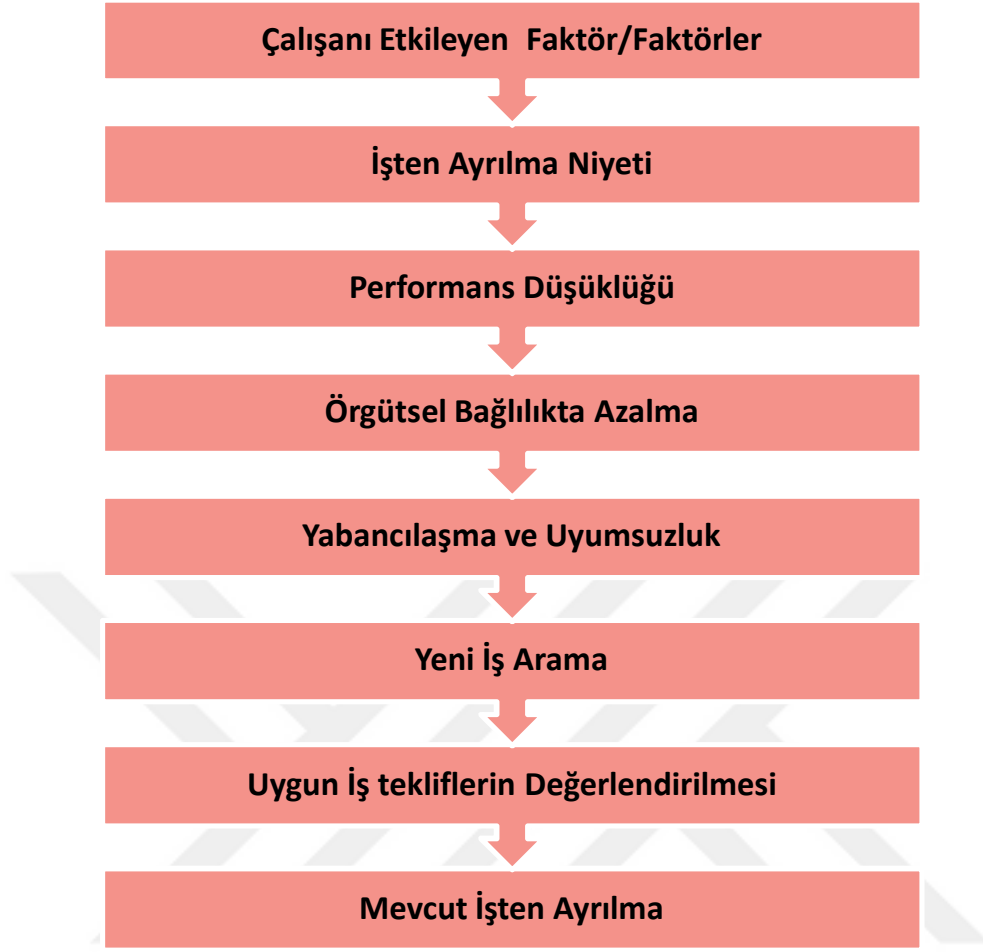 Çalışanı Etkileyen Faktör/Faktörler
İşten Ayrılma Niyeti
Performans Düşüklüğü
Örgütsel Bağlılıkta Azalma
Yabancılaşma ve Uyumsuzluk
Yeni İş Arama
Uygun İş tekliflerin Değerlendirilmesi
Mevcut İşten Ayrılma